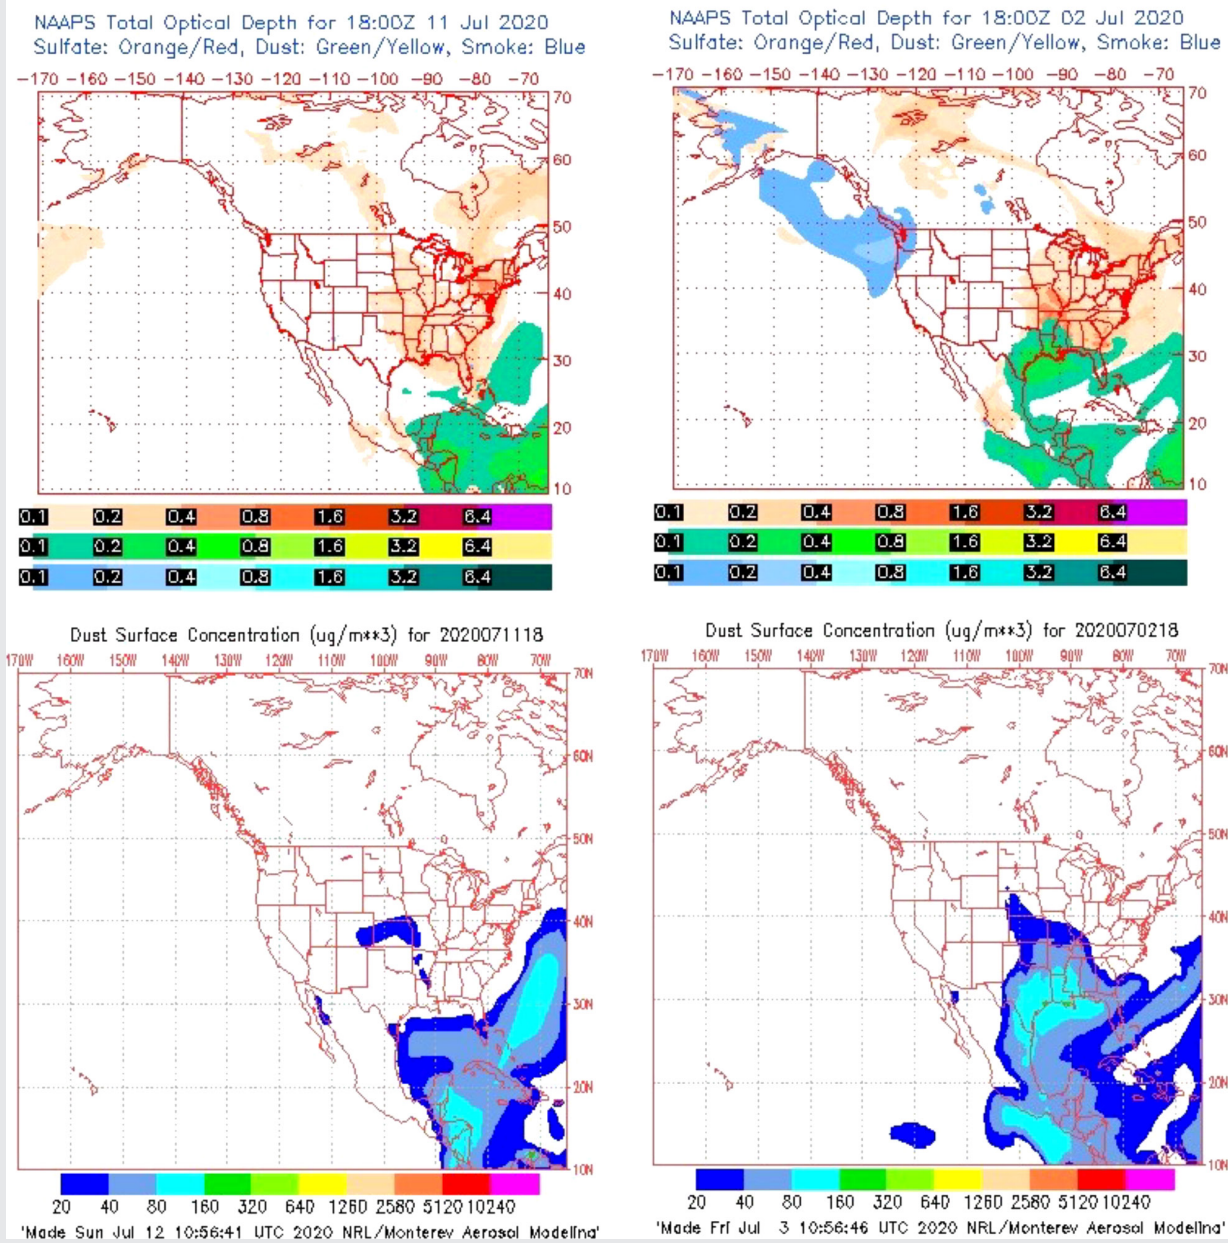 NAAPS Total Optical Depth for 18:00Z 11 Jul 2020
Sulfate: Orange/Red, Dust: Green/Yellow, Smoke: Blue
-170 -160 -150 -140 -130 -120 -110 -100 -90 -80 -70
70
60
50
40
30
20
10
0.1 0.2 0.4 0.8 1.6 3.2 6.4
0.1 0.2 0.4 0.8 1.6 3.2 6.4
0.1 0.2 0.4 0.8 1.6 3.2 6.4
NAAPS Total Optical Depth for 18:00Z 02 Jul 2020
Sulfate: Orange/Red, Dust: Green/Yellow, Smoke: Blue
-170 -160 -150 -140 -130 -120 -110 -100 -90 -80 -70
70
60
50
40
30
20
10
0.1 0.2 0.4 0.8 1.6 3.2 6.4
0.1 0.2 0.4 0.8 1.6 3.2 6.4
0.1 0.2 0.4 0.8 1.6 3.2 6.4
Dust Surface Concentration (ug/m**3) for 2020071118
170W 160W 150W 140W 130W 120W 110W 100W 90W 80W 70W
70N
60N
50N
40N
30N
20N
10N
20 40 80 160 320 640 1260 2580 5120 10240
'Made Sun Jul 12 10:56:41 UTC 2020 NRL/Monterey Aerosol Modeling'
Dust Surface Concentration (ug/m**3) for 2020070218
170W 160W 150W 140W 130W 120W 110W 100W 90W 80W 70W
70N
60N
50N
40N
30N
20N
10N
20 40 80 160 320 640 1260 2580 5120 10240
'Made Fri Jul 3 10:56:46 UTC 2020 NRL/Monterey Aerosol Modeling'